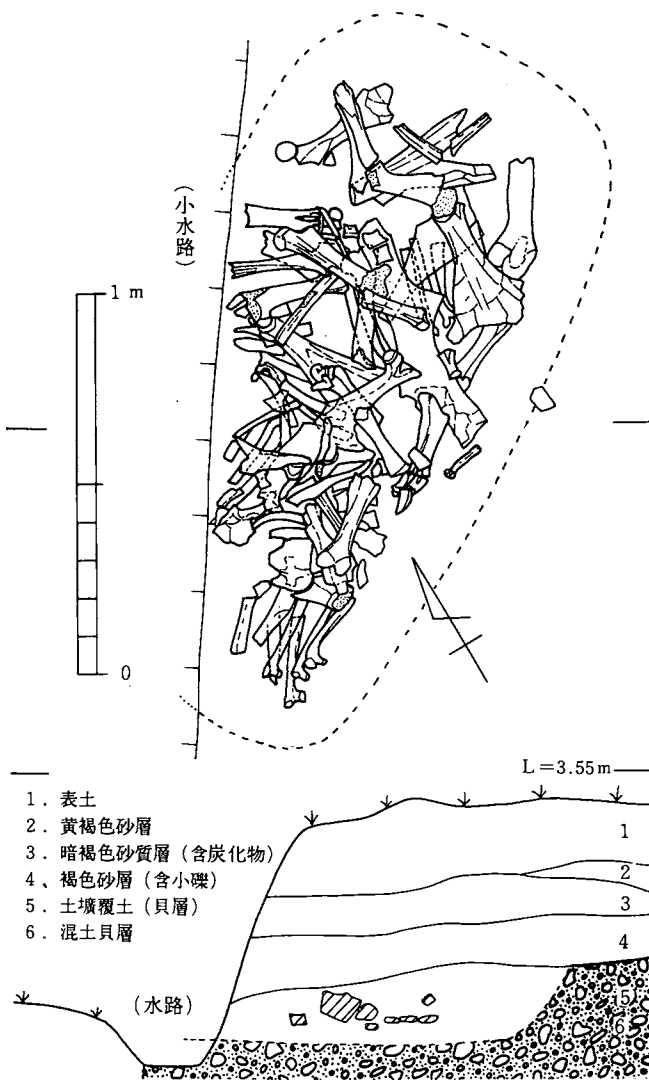 (小水路)
1 m
0
L＝3.55m
1．表土
2．黄褐色砂層
3．暗褐色砂質層（含炭化物）
4、褐色砂層（含小礫）
5．土壙覆土（貝層）
6．混土貝層
1
2
3
4
5
6
(水路)